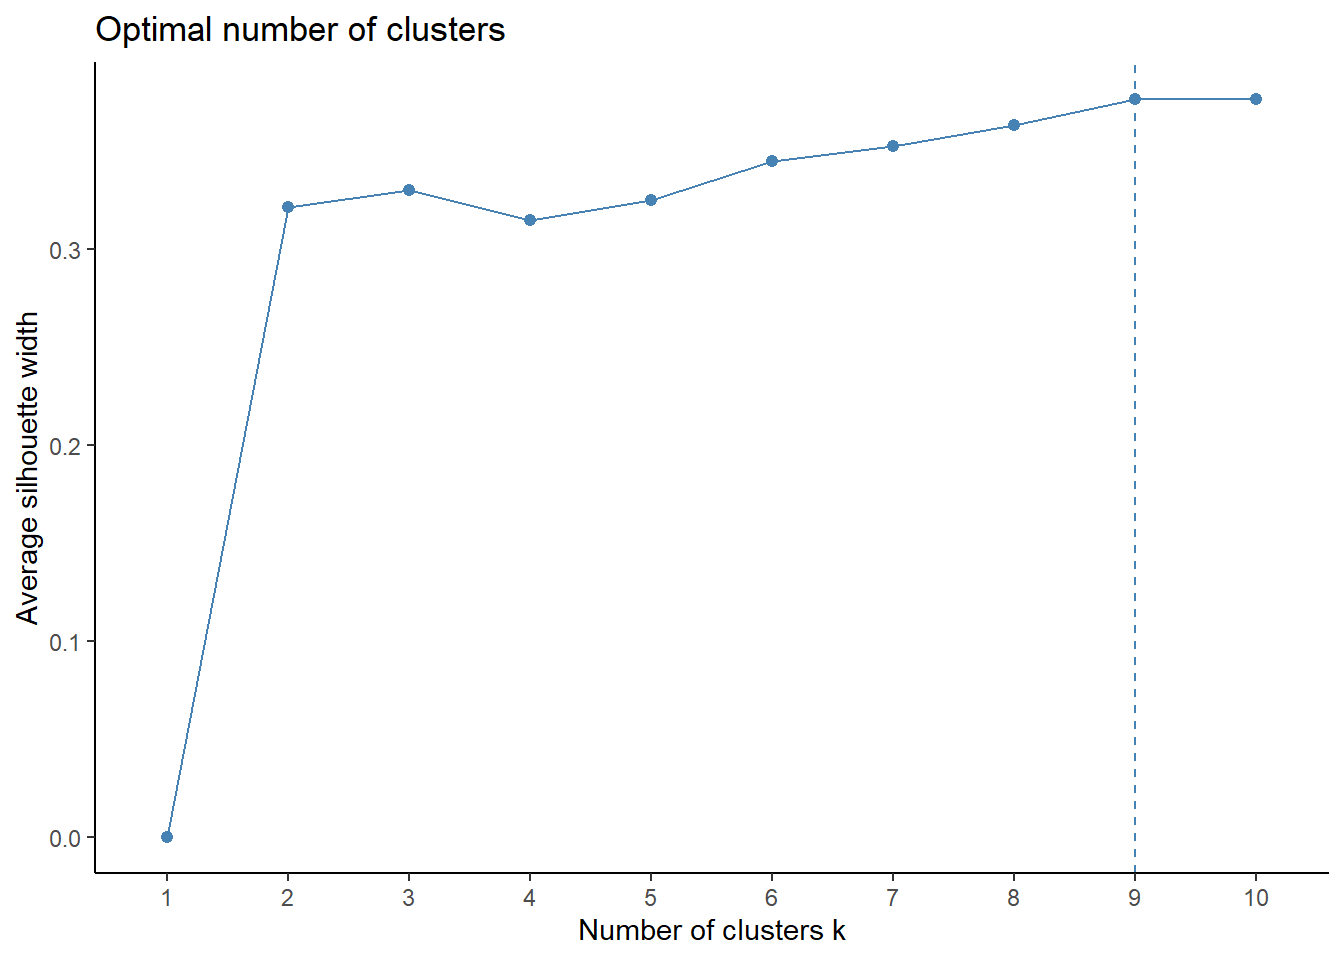 Optimal number of clusters
Average silhouette width
0.3
0.2
0.1
0.0
1 2 3 4 5 6 7 8 9 10
Number of clusters k